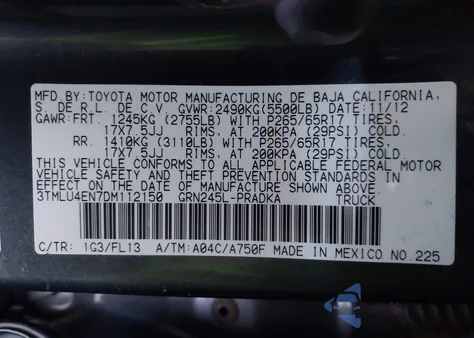 MFD.BY:TOYOTA MOTOR MANUFACTURING DE BAJA CALIFORNIA,
S. DE R.L. DE C.V. GVWR:2490KG(5500LB) DATE:11/12
GAWR:FRT. 1245KG (2755LB) WITH P265/65R17 TIRES,
17X7.5JJ RIMS, AT 200KPA (29PSI) COLD.
RR. 1410KG (3110LB) WITH P265/65R17 TIRES,
17X7.5JJ RIMS, AT 200KPA (29PSI) COLD.
THIS VEHICLE CONFORMS TO ALL APPLICABLE FEDERAL MOTOR
VEHICLE SAFETY AND BUMPER THEFT PREVENTION STANDARDS
IN EFFECT ON THE DATE OF MANUFACTURE SHOWN ABOVE.
3TMLU4EN7DM112150 GRN245L-PRADKA TRUCK
C/TR: 1G3/FL13 A/TM:A04C/A750F MADE IN MEXICO NO.225